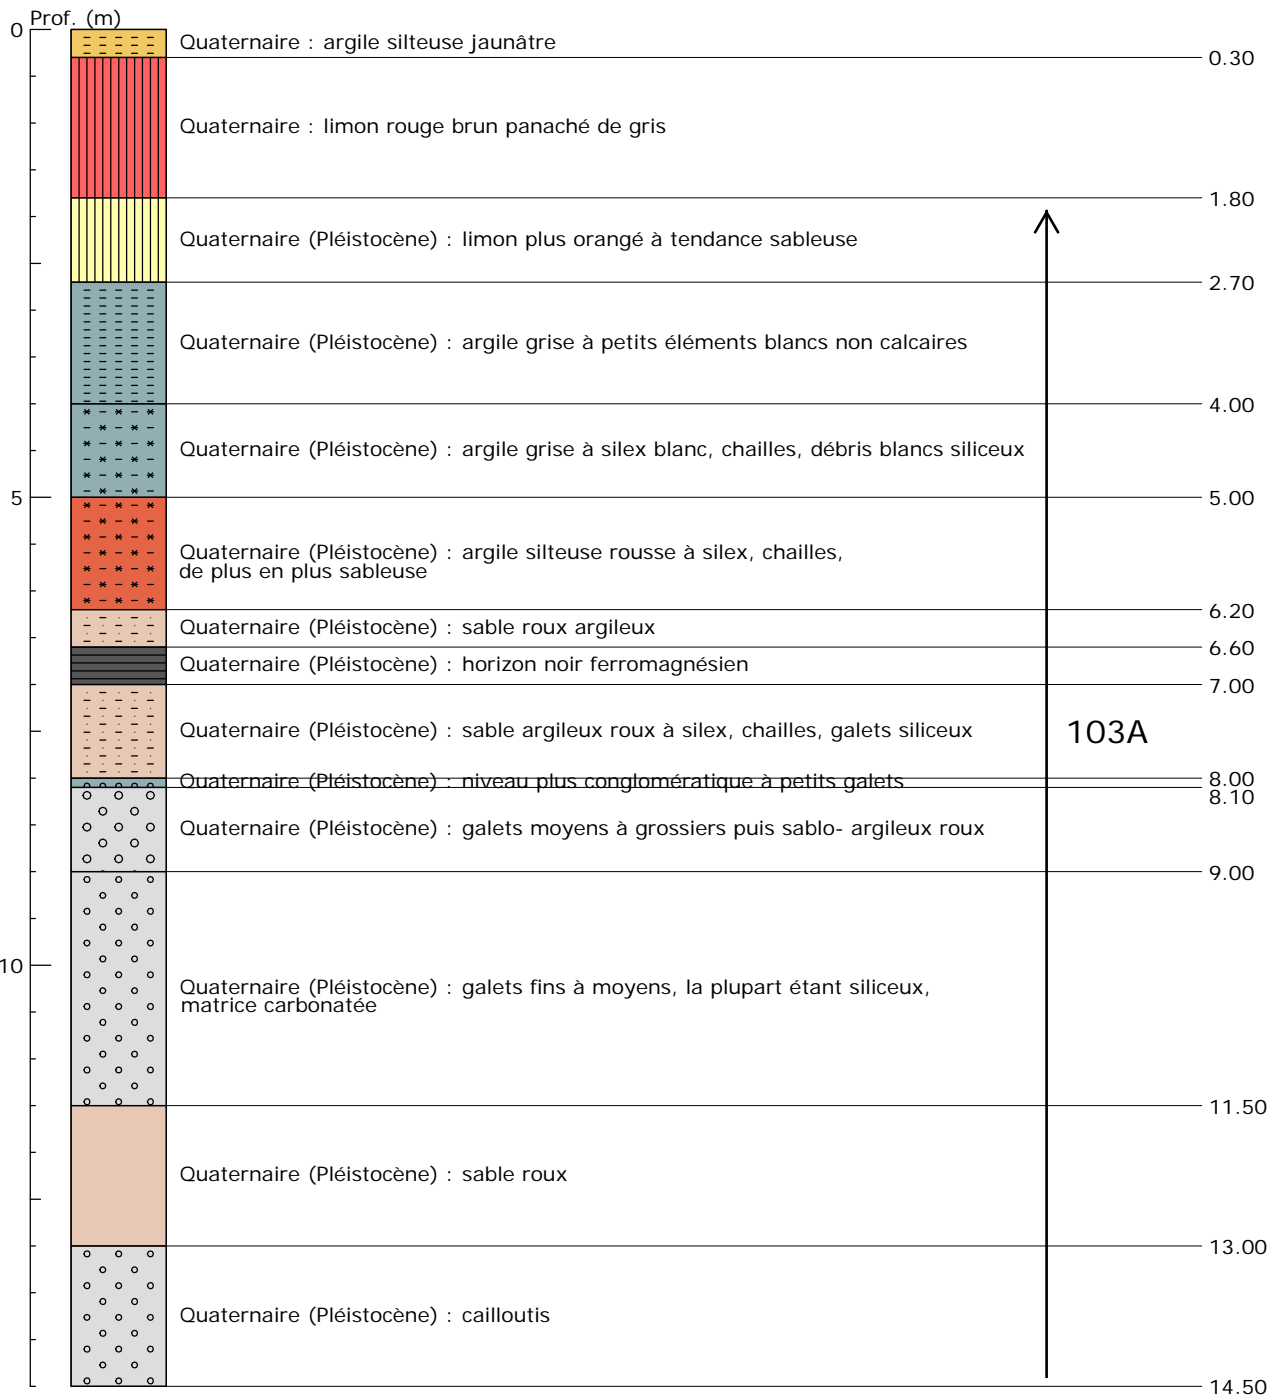 Prof. (m)
0
Quaternaire : argile silteuse jaunâtre
0.30
Quaternaire : limon rouge brun panaché de gris
1.80
Quaternaire (Pléistocène) : limon plus orangé à tendance sableuse
2.70
Quaternaire (Pléistocène) : argile grise à petits éléments blancs non calcaires
4.00
Quaternaire (Pléistocène) : argile grise à silex blanc, chailles, débris blancs siliceux
5
5.00
Quaternaire (Pléistocène) : argile silteuse rousse à silex, chailles,
de plus en plus sableuse
6.20
Quaternaire (Pléistocène) : sable roux argileux
6.60
Quaternaire (Pléistocène) : horizon noir ferromagnésien
7.00
Quaternaire (Pléistocène) : sable argileux roux à silex, chailles, galets siliceux
103A
8.00
Quaternaire (Pléistocène) : niveau plus conglomératique à petits galets
8.10
Quaternaire (Pléistocène) : galets moyens à grossiers puis sablo- argileux roux
9.00
10
Quaternaire (Pléistocène) : galets fins à moyens, la plupart étant siliceux,
matrice carbonatée
11.50
Quaternaire (Pléistocène) : sable roux
13.00
Quaternaire (Pléistocène) : cailloutis
14.50